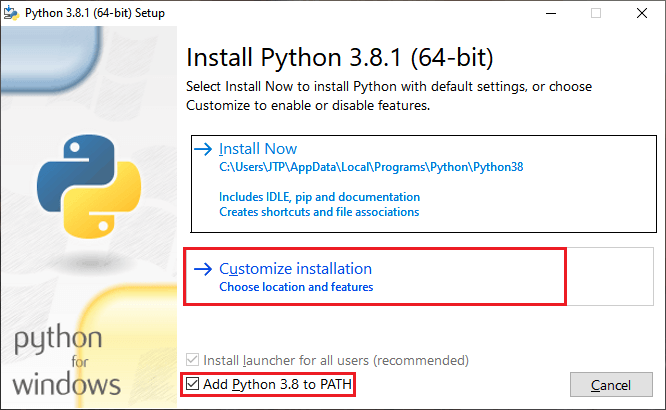 Python 3.8.1 (64-bit) Setup
Install Python 3.8.1 (64-bit)
Select Install Now to install Python with default settings, or choose
Customize to enable or disable features.
Install Now
C:\Users\JTP\AppData\Local\Programs\Python\Python38
Includes IDLE, pip and documentation
Creates shortcuts and file associations
Customize installation
Choose location and features
python
for
windows
Install launcher for all users (recommended)
Add Python 3.8 to PATH
Cancel